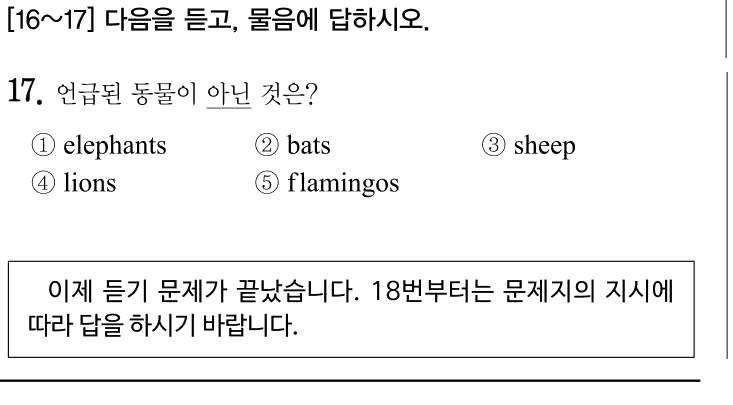 [16～17] 다음을 듣고, 물음에 답하시오.
17. 언급된 동물이 아닌 것은?
① elephants ② bats ③ sheep
④ lions ⑤ flamingos
이제 듣기 문제가 끝났습니다. 18번부터는 문제지의 지시에
따라 답을 하시기 바랍니다.